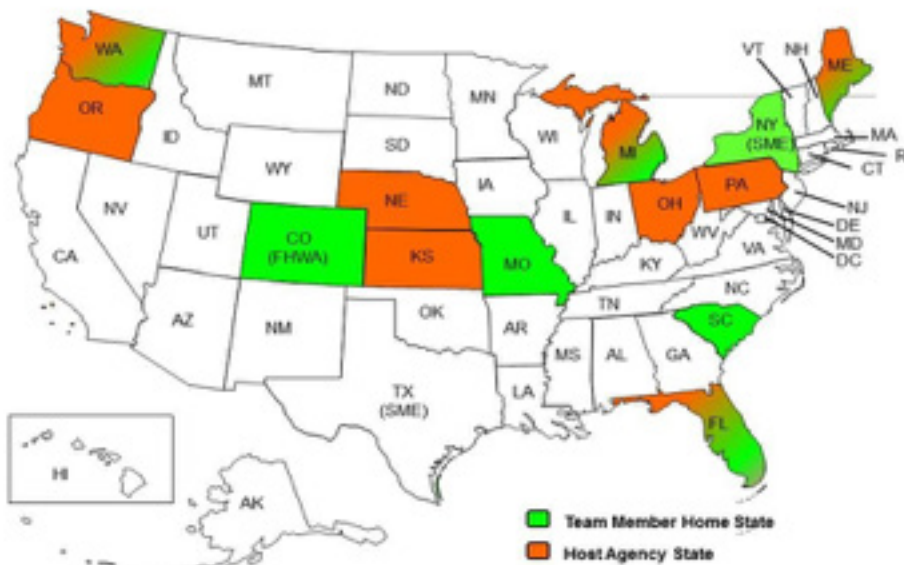 WA
MT
ND
MN
VT
NH
ME
OR
ID
SD
WI
MI
NY
(SME)
MA
R
CT
WY
IA
NE
PA
NJ
NV
UT
CO
(FHWA)
IL
IN
OH
DE
MD
DC
CA
KS
MO
WV
VA
KY
NC
AZ
NM
OK
AR
TN
SC
MS
AL
GA
TX
(SME)
LA
FL
HI
AK
Team Member Home State
Host Agency State